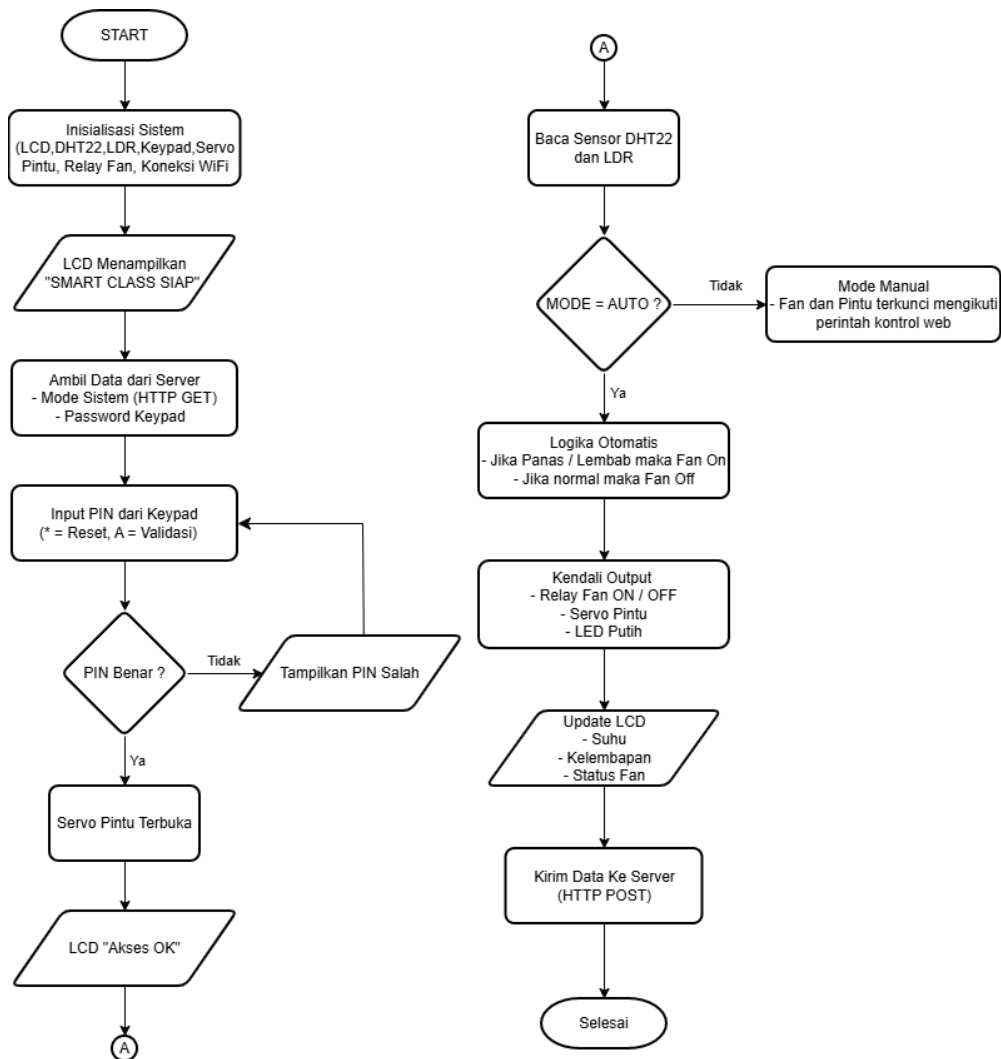 START
Inisialisasi Sistem
(LCD,DHT22,LDR,Keypad,Servo
Pintu, Relay Fan, Koneksi WiFi
LCD Menampilkan
"SMART CLASS SIAP"
Ambil Data dari Server
- Mode Sistem (HTTP GET)
- Password Keypad
Input PIN dari Keypad
(* = Reset, A = Validasi)
PIN Benar ?
Tidak
Tampilkan PIN Salah
Ya
Servo Pintu Terbuka
LCD "Akses OK"
A
A
Baca Sensor DHT22
dan LDR
MODE = AUTO ?
Tidak
Mode Manual
- Fan dan Pintu terkunci mengikuti
perintah kontrol web
Ya
Logika Otomatis
- Jika Panas / Lembab maka Fan On
- Jika normal maka Fan Off
Kendali Output
- Relay Fan ON / OFF
- Servo Pintu
- LED Putih
Update LCD
- Suhu
- Kelembapan
- Status Fan
Kirim Data Ke Server
(HTTP POST)
Selesai